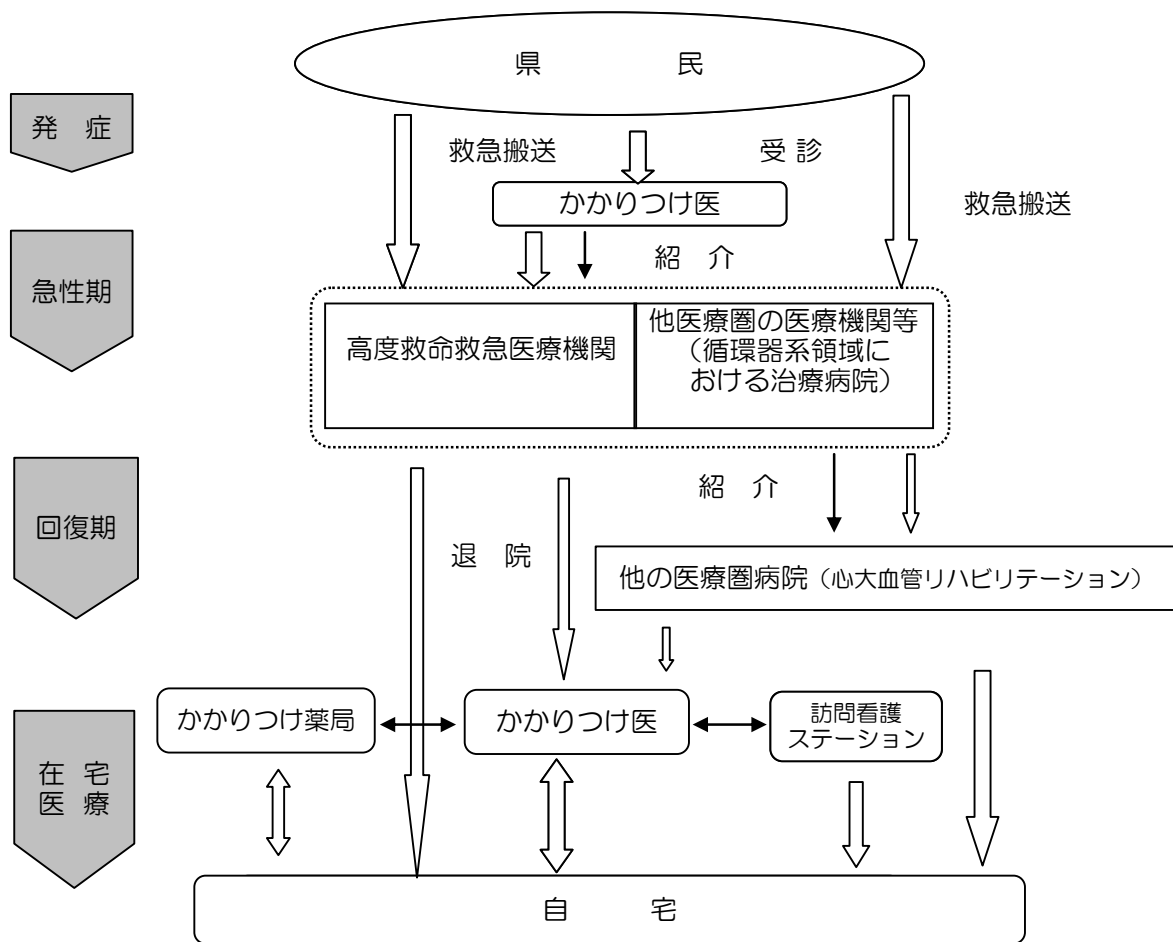 県　民
発　症
救急搬送
受 診
かかりつけ医
救急搬送
急性期
紹　介
高度救命救急医療機関
他医療圏の医療機関等
（循環器系領域に
おける治療病院）
回復期
紹　介
退　院
他の医療圏病院（心大血管リハビリテーション）
在　宅
医　療
かかりつけ薬局
かかりつけ医
訪問看護
ステーション
自　宅